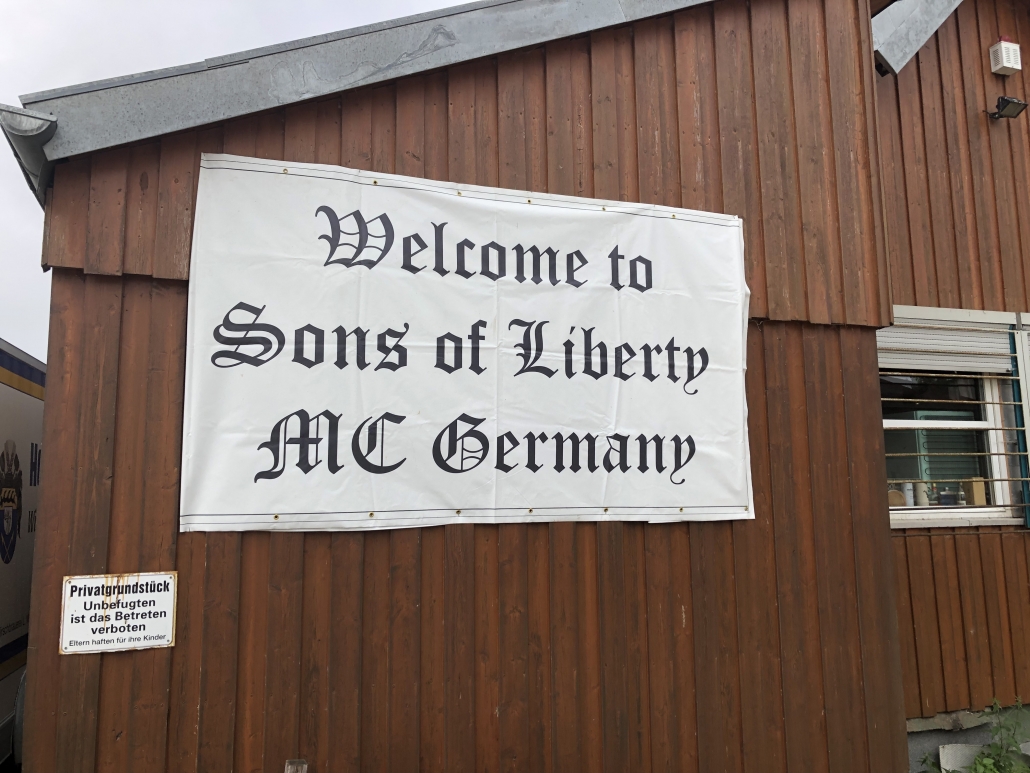 Welcome to
Sons of Liberty
MC Germany
Privatgrundstück
Unbefugten
ist das Betreten
verboten
Eltern haften für ihre Kinder